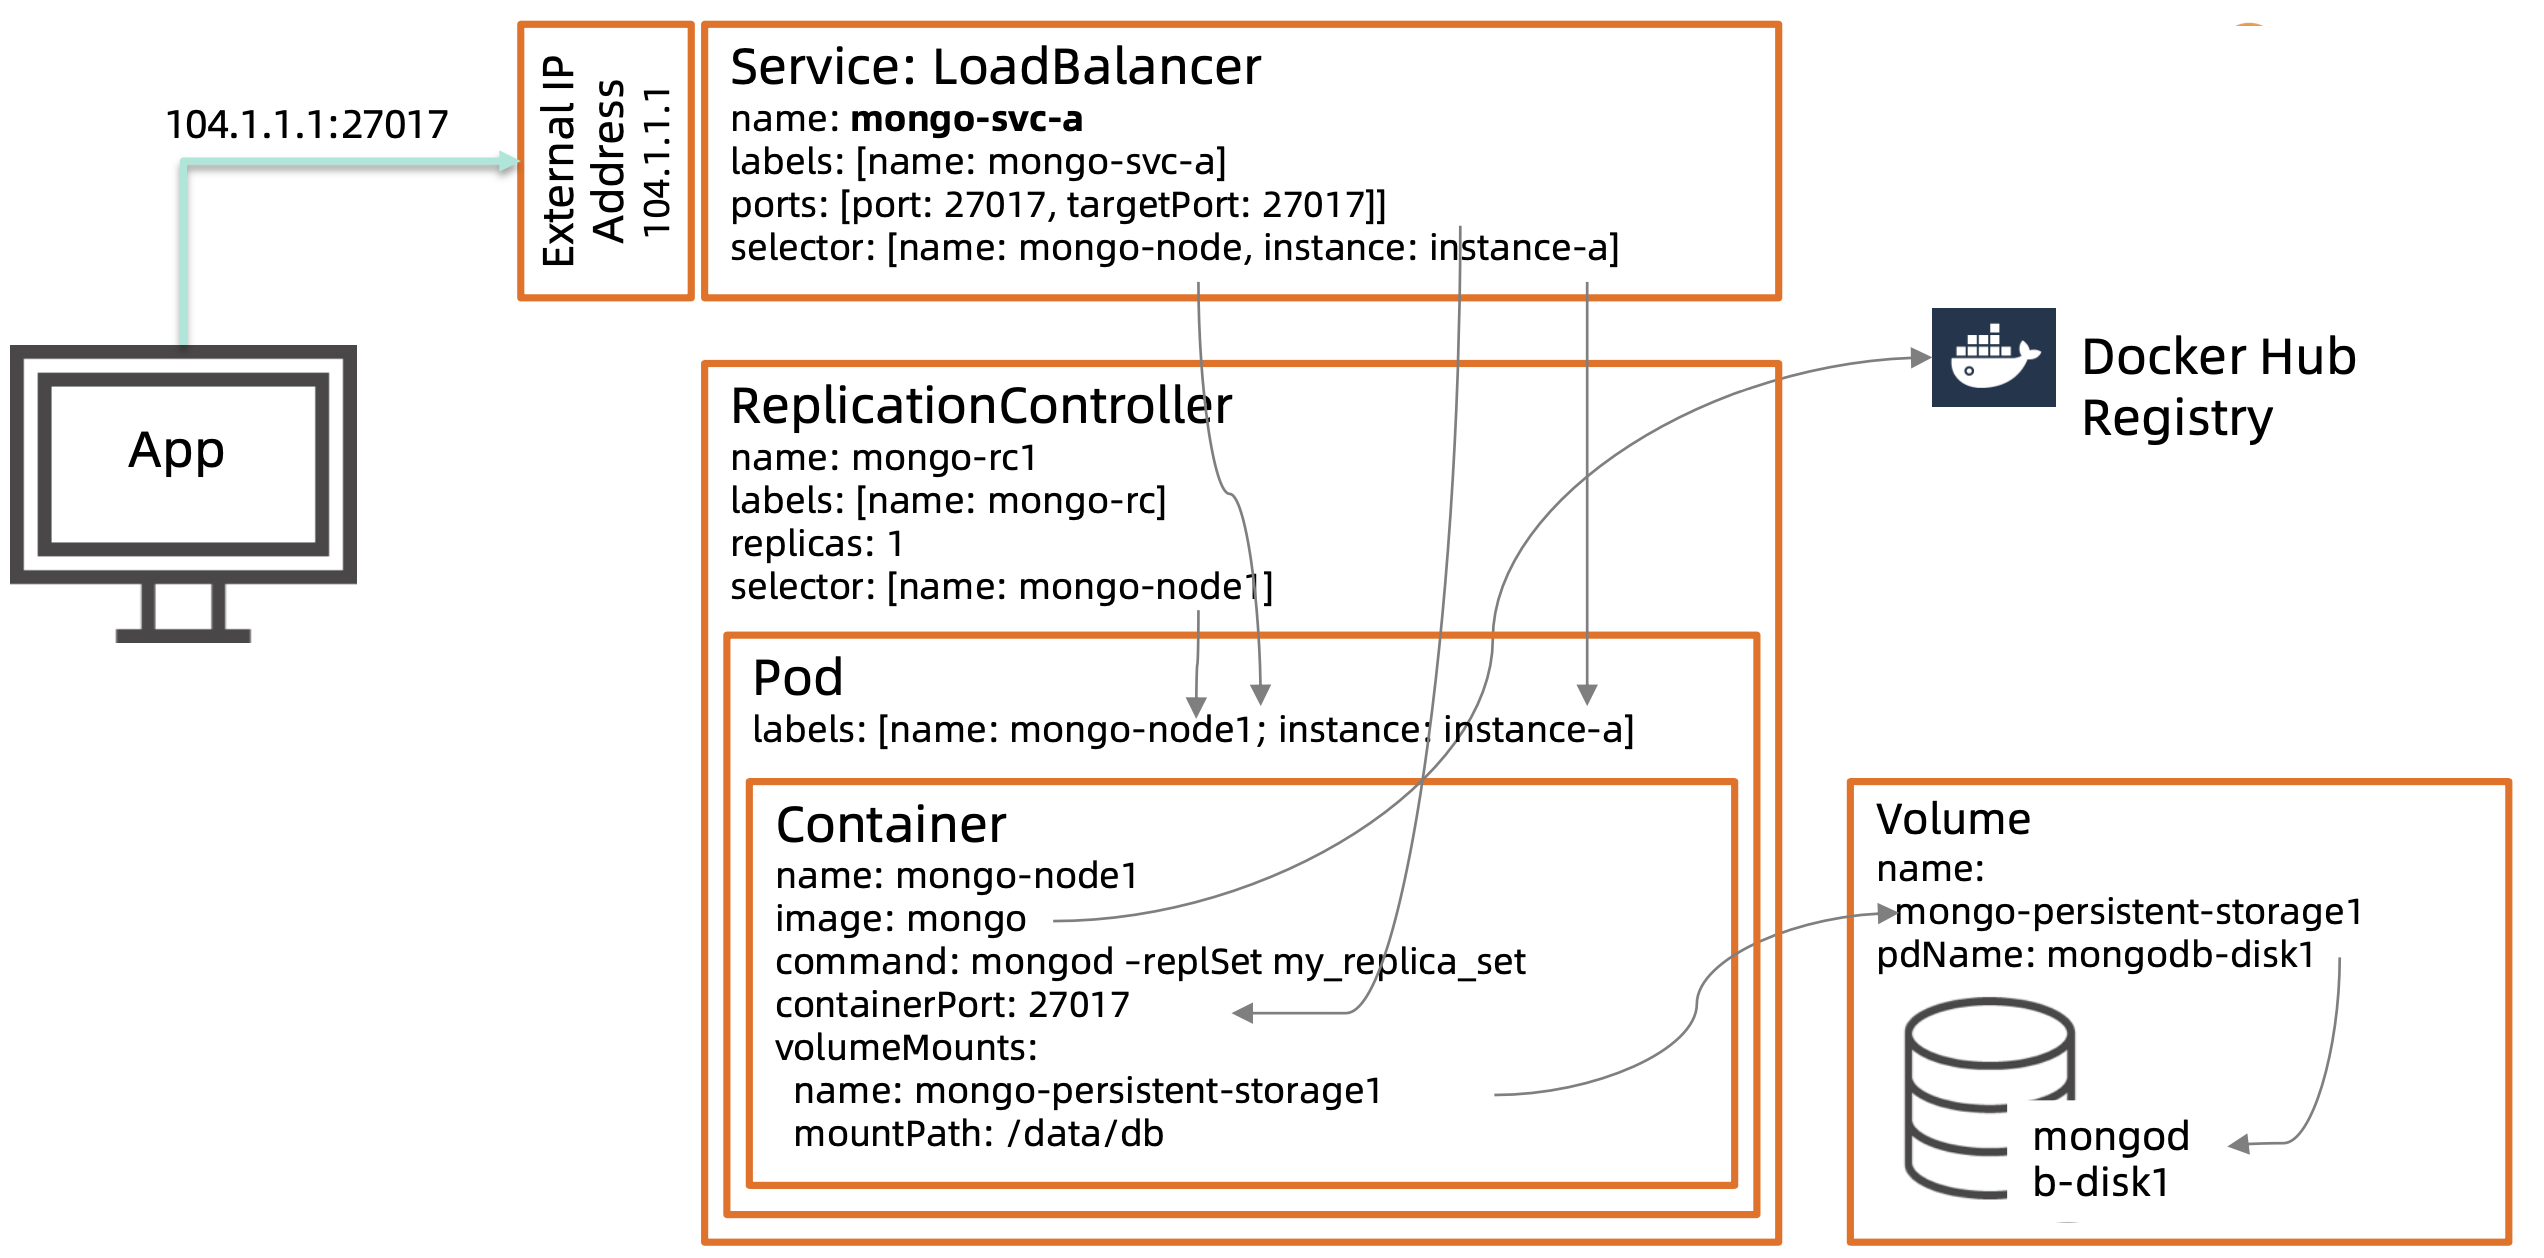 104.1.1.1:27017
External IP
Address
104.1.1.1
Service: LoadBalancer
name: mongo-svc-a
labels: [name: mongo-svc-a]
ports: [port: 27017, targetPort: 27017]]
selector: [name: mongo-node, instance: instance-a]
App
ReplicationController
name: mongo-rc1
labels: [name: mongo-rc]
replicas: 1
selector: [name: mongo-node1]
Docker Hub
Registry
Pod
labels: [name: mongo-node1; instance: instance-a]
Container
name: mongo-node1
image: mongo
command: mongod –replSet my_replica_set
containerPort: 27017
volumeMounts:
name: mongo-persistent-storage1
mountPath: /data/db
Volume
name:
mongo-persistent-storage1
pdName: mongodb-disk1
mongod
b-disk1